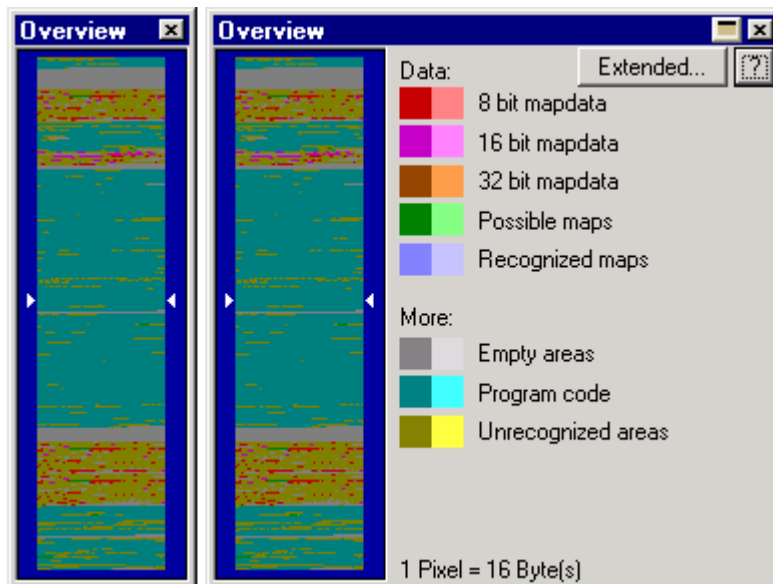 Overview
Overview
Extended...
?
Data:
8 bit mapdata
16 bit mapdata
32 bit mapdata
Possible maps
Recognized maps
More:
Empty areas
Program code
Unrecognized areas
1 Pixel = 16 Byte(s)